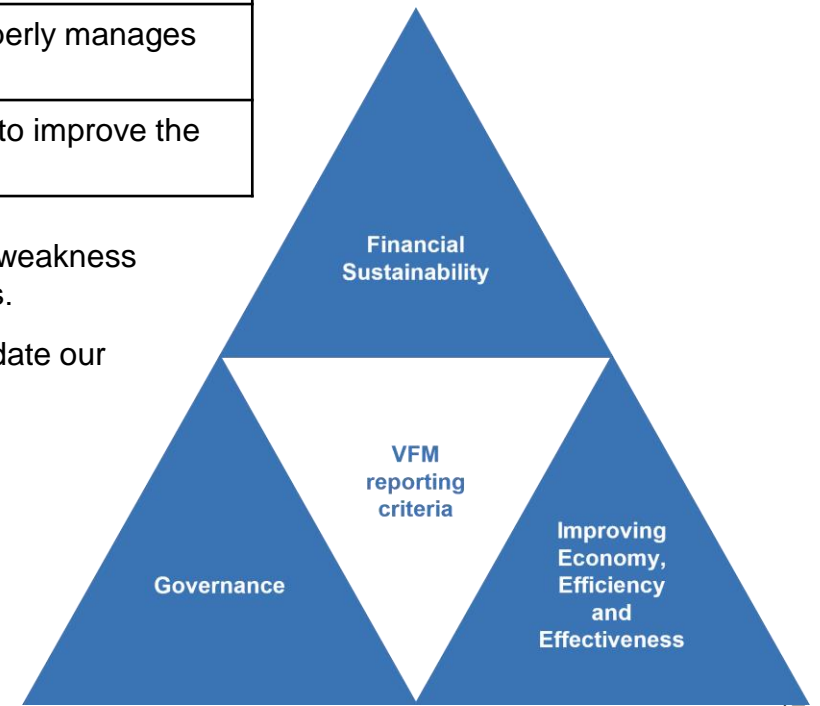 perly manages
to improve the
weakness
s.
date our
Financial
Sustainability
VFM
reporting
criteria
Governance
Improving
Economy,
Efficiency
and
Effectiveness